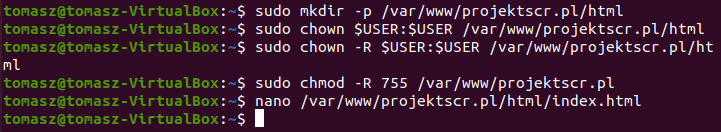 tomasz@tomasz-VirtualBox:~$ sudo mkdir -p /var/www/projektscr.pl/html
tomasz@tomasz-VirtualBox:~$ sudo chown $USER:$USER /var/www/projektscr.pl/html
tomasz@tomasz-VirtualBox:~$ sudo chown -R $USER:$USER /var/www/projektscr.pl/ht
ml
tomasz@tomasz-VirtualBox:~$ sudo chmod -R 755 /var/www/projektscr.pl
tomasz@tomasz-VirtualBox:~$ nano /var/www/projektscr.pl/html/index.html
tomasz@tomasz-VirtualBox:~$